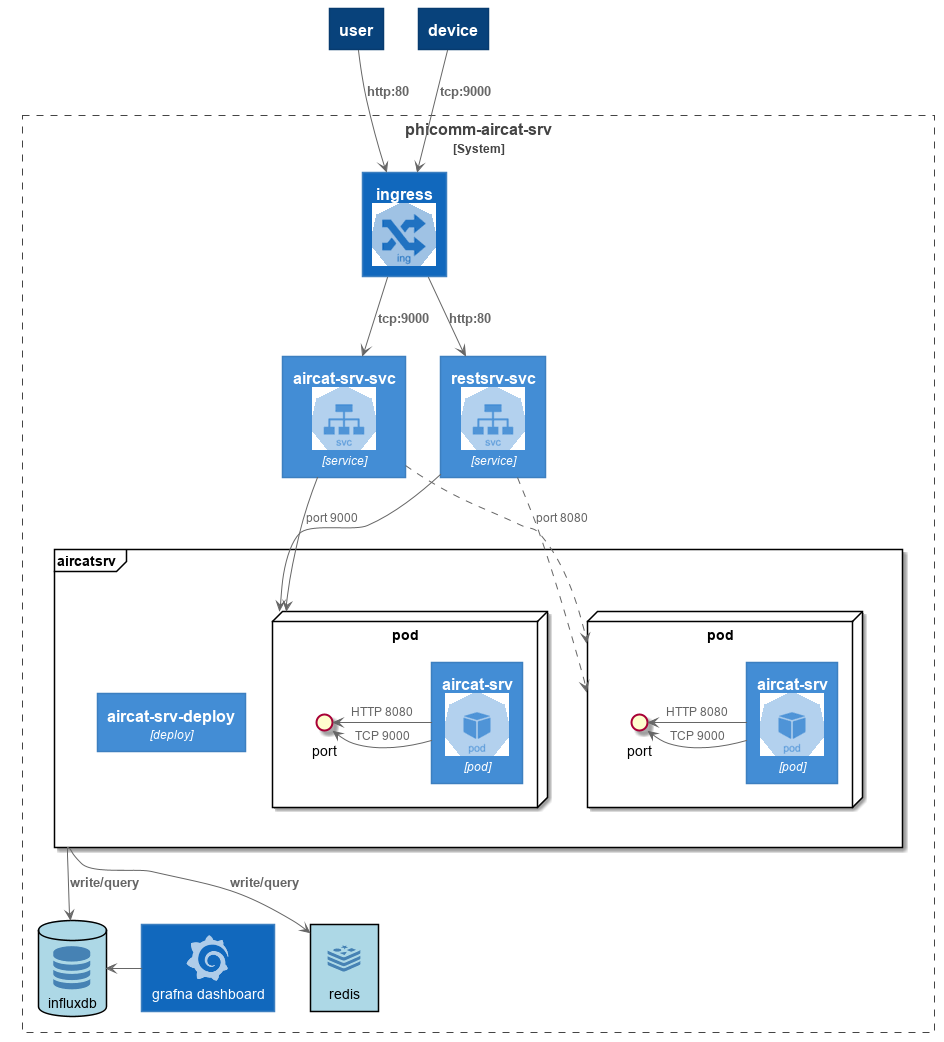 user
device
http:80
tcp:9000
phicomm-aircat-srv
[System]
ingress
ing
tcp:9000
http:80
aircat-srv-svc
svc
[service]
restsrv-svc
svc
[service]
port 9000
port 8080
aircatsrv
pod
pod
aircat-srv-deploy
[deploy]
HTTP 8080
TCP 9000
port
aircat-srv
pod
[pod]
HTTP 8080
TCP 9000
port
aircat-srv
pod
[pod]
write/query
write/query
influxdb
grafna dashboard
redis